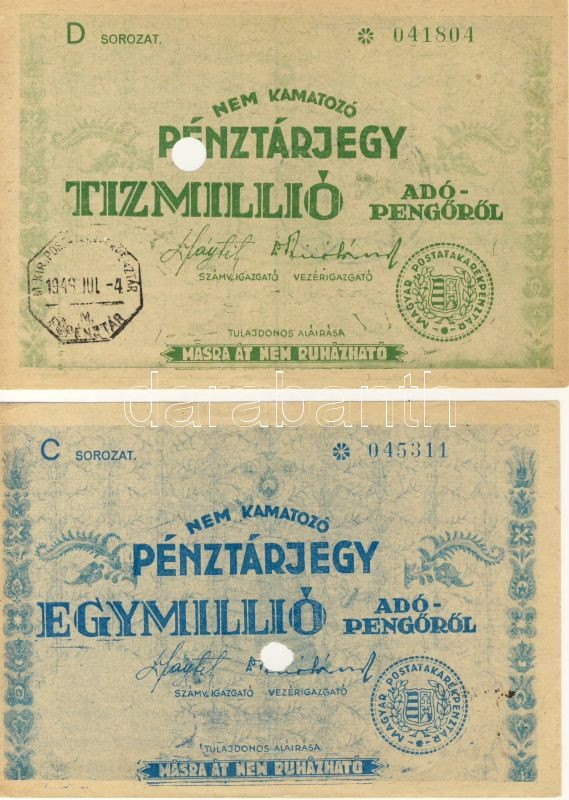 D SOROZAT. * 041804
NEM KAMATOZÓ
PÉNZTÁRJEGY
TIZMILLIÓ ADÓ-
PENGŐRŐL
SZÁMV.IGAZGATÓ VEZÉRIGAZGATÓ
1946 JUL -4
M.
FŐPÉNZTÁR
MAGYAR POSTATAKARÉKPÉNZTÁR
TULAJDONOS ALÁIRÁSA
MÁSRA ÁT NEM RUHÁZHATÓ
darabanth
C SOROZAT. * 045311
NEM KAMATOZÓ
PÉNZTÁRJEGY
EGYMILLIÓ ADÓ-
PENGŐRŐL
SZÁMV.IGAZGATÓ VEZÉRIGAZGATÓ
MAGYAR POSTATAKARÉKPÉNZTÁR
TULAJDONOS ALÁIRÁSA
MÁSRA ÁT NEM RUHÁZHATÓ